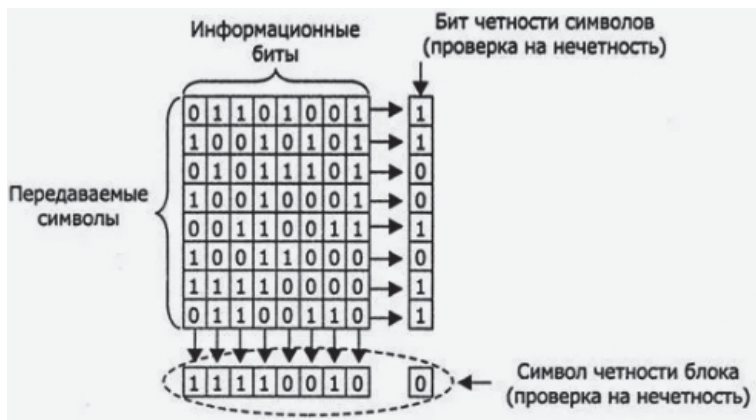 Информационные
биты
Бит четности символов
(проверка на нечетность)
0 1 1 0 1 0 0 1 1
1 0 0 1 0 1 0 1 1
0 1 0 1 1 1 0 1 0
1 0 0 1 0 0 0 1 0
0 0 1 1 0 0 1 1 1
1 0 0 1 1 0 0 0 0
1 1 1 1 0 0 0 0 1
0 1 1 0 0 1 1 0 1
Передаваемые
символы
1 1 1 1 0 0 1 0 0
Символ четности блока
(проверка на нечетность)